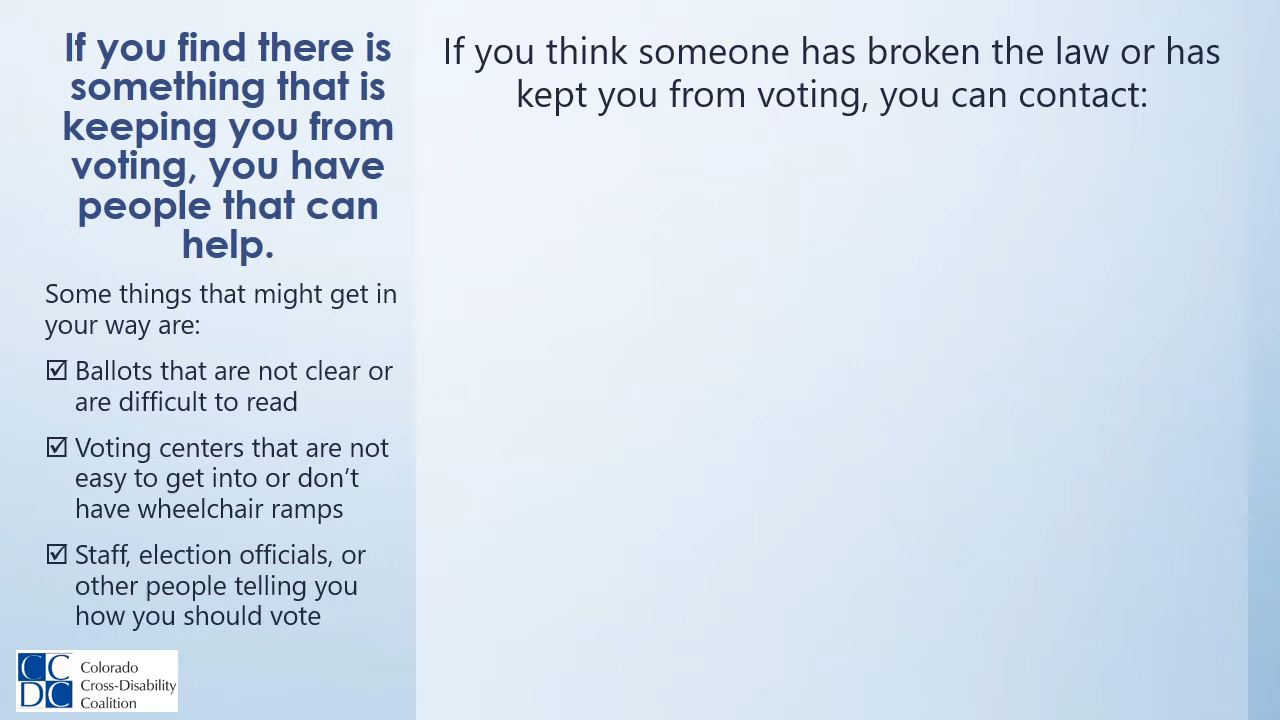 If you find there is
something that is
keeping you from
voting, you have
people that can
help.
Some things that might get in
your way are:
☑ Ballots that are not clear or
are difficult to read
☑ Voting centers that are not
easy to get into or don’t
have wheelchair ramps
☑ Staff, election officials, or
other people telling you
how you should vote
CC
DC
Colorado
Cross-Disability
Coalition
If you think someone has broken the law or has
kept you from voting, you can contact: